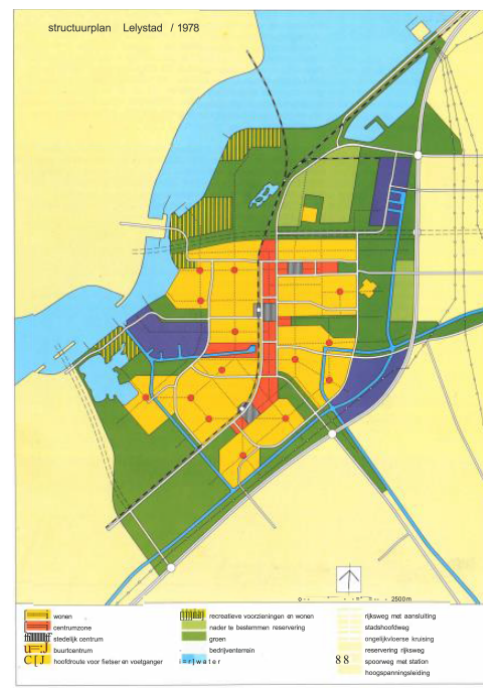 structuurplan Lelystad / 1978
2500m
wonen
centrumzone
stedelijk centrum
buurtcentrum
hoofdroute voor fietser en voetganger
recreatieve voorzieningen en wonen
nader te bestemmen reservering
groen
bedrijventerrein
water
rijksweg met aansluiting
stadshoofdweg
ongelijkvloerse kruising
reservering rijksweg
88 spoorweg met station
hoogspanningsleiding